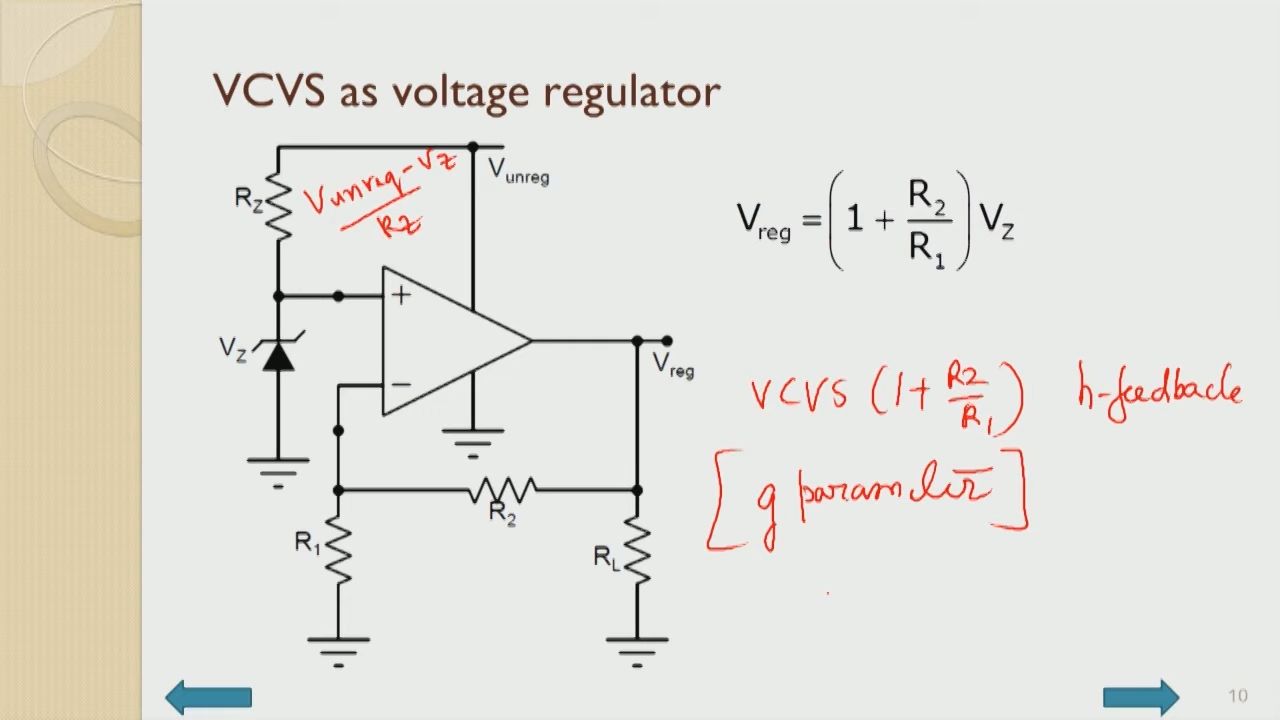 VCVS as voltage regulator
Vunreg
Vunreg - Vz
Rz
RZ
+
VZ
−
Vreg
R2
R1
RL
Vreg = (1 + R2/R1) VZ
VCVS (1 + R2/R1) h-feedback
[g parameter]
10